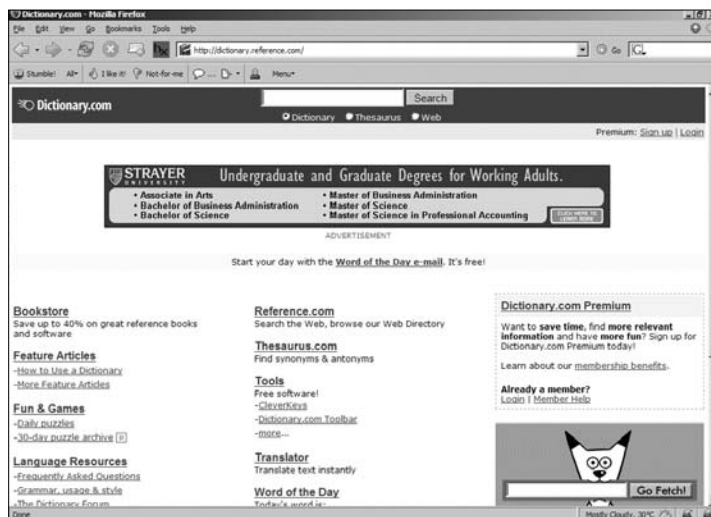 Dictionary.com - Mozilla Firefox
File Edit View Go Bookmarks Tools Help
http://dictionary.reference.com/ Go G
Stumble! All I like it! Not-for-me ... Menu
Dictionary.com Search
Dictionary Thesaurus Web
Premium: Sign up | Login
STRAYER UNIVERSITY Undergraduate and Graduate Degrees for Working Adults.
• Associate in Arts
• Bachelor of Business Administration
• Bachelor of Science
• Master of Business Administration
• Master of Science
• Master of Science in Professional Accounting
CLICK HERE TO
LEARN MORE
ADVERTISEMENT
Start your day with the Word of the Day e-mail. It's free!
Bookstore
Save up to 40% on great reference books
and software
Feature Articles
-How to Use a Dictionary
-More Feature Articles
Fun & Games
-Daily puzzles
-30-day puzzle archive P
Language Resources
-Frequently Asked Questions
-Grammar, usage & style
-The Dictionary Forum
Reference.com
Search the Web, browse our Web Directory
Thesaurus.com
Find synonyms & antonyms
Tools
Free software!
-CleverKeys
-Dictionary.com Toolbar
-more...
Translator
Translate text instantly
Word of the Day
Today's word is:
Dictionary.com Premium
Want to save time, find more relevant
information and have more fun? Sign up for
Dictionary.com Premium today!
Learn about our membership benefits.
Already a member?
Login | Member Help
Go Fetch!
Done
Mostly Cloudy, 30°C